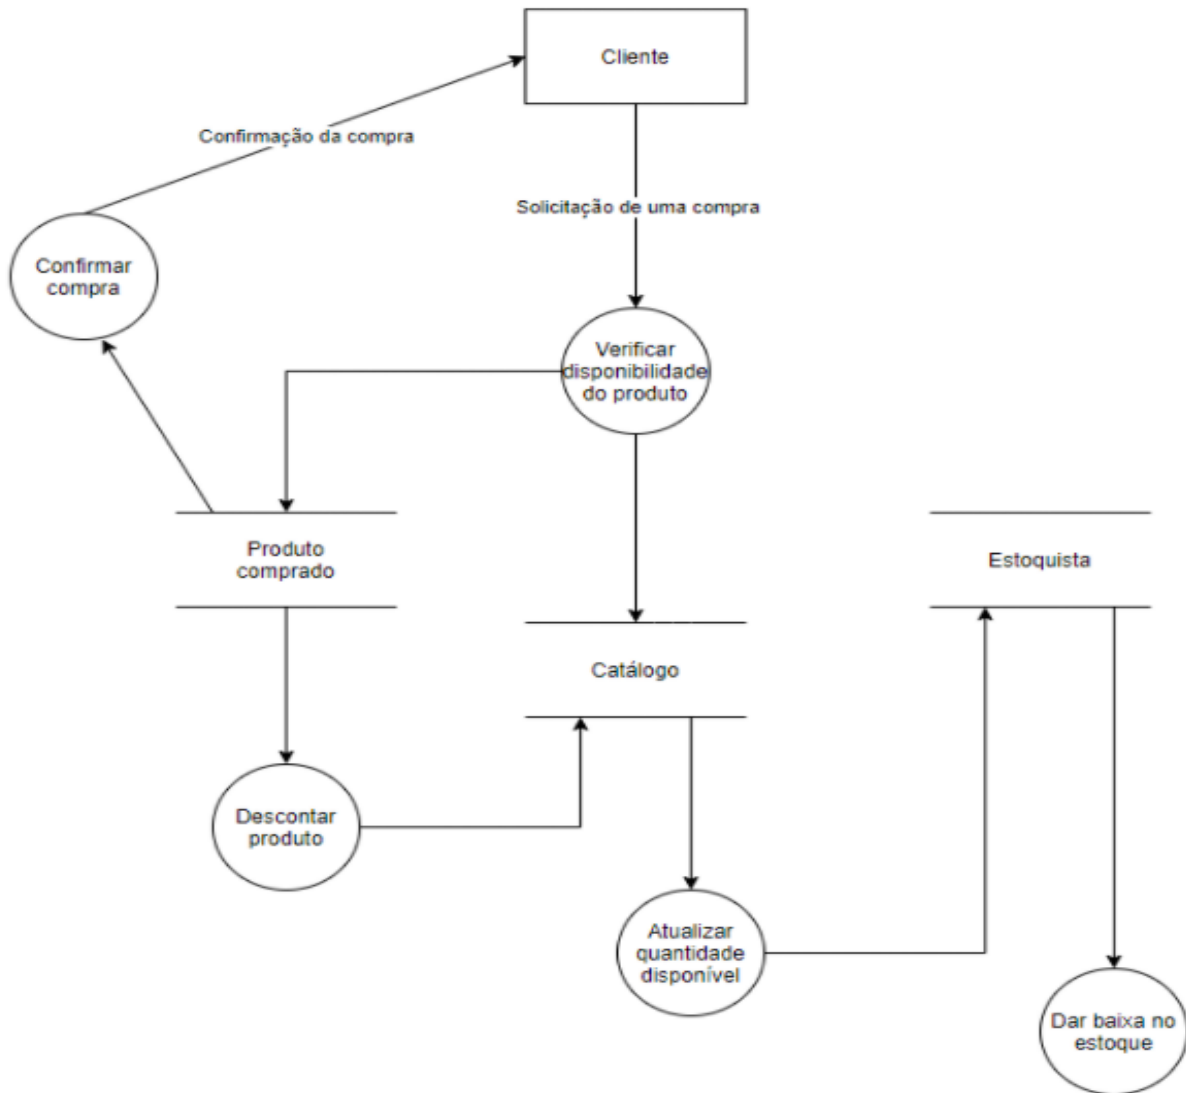 Cliente
Confirmação da compra
Solicitação de uma compra
Confirmar
compra
Verificar
disponibilidade
do produto
Produto
comprado
Estoquista
Catálogo
Descontar
produto
Atualizar
quantidade
disponível
Dar baixa no
estoque